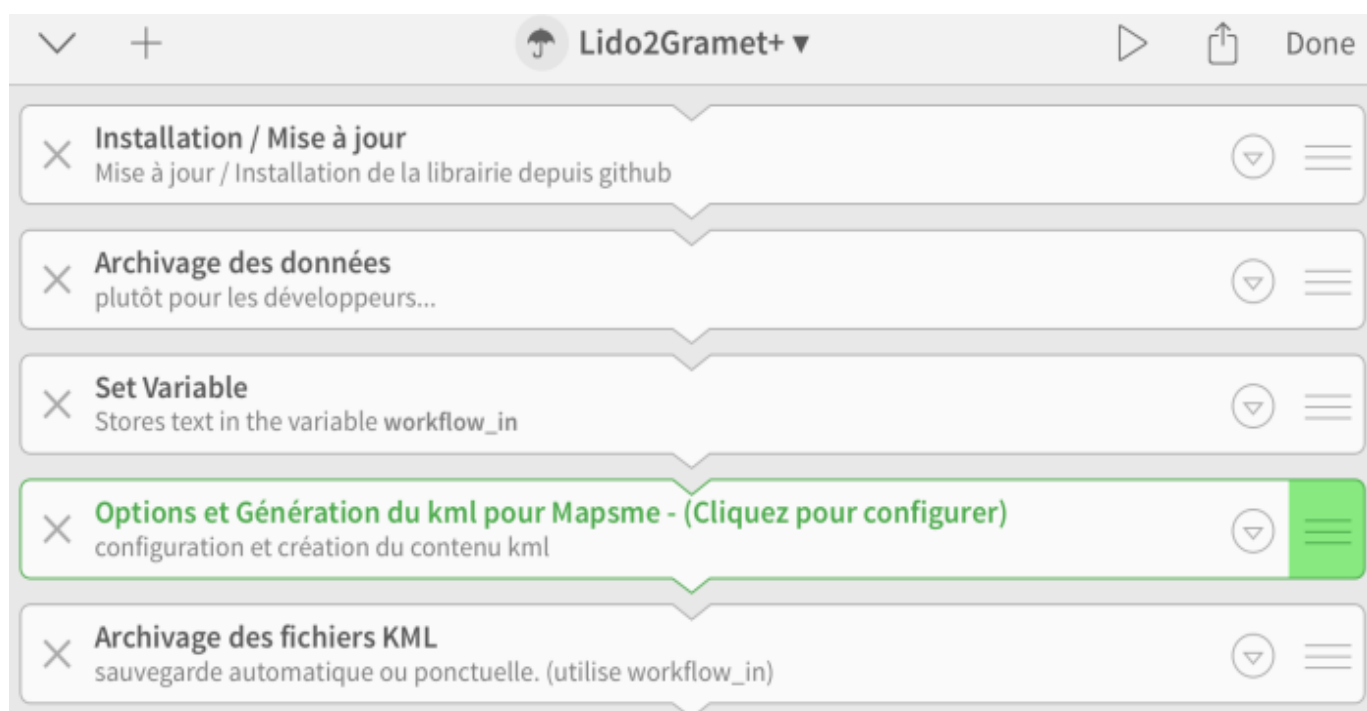 Lido2Gramet+ ▾ Done
Installation / Mise à jour
Mise à jour / Installation de la librairie depuis github
Archivage des données
plutôt pour les développeurs...
Set Variable
Stores text in the variable workflow_in
Options et Génération du kml pour Mapsme - (Cliquez pour configurer)
configuration et création du contenu kml
Archivage des fichiers KML
sauvegarde automatique ou ponctuelle. (utilise workflow_in)